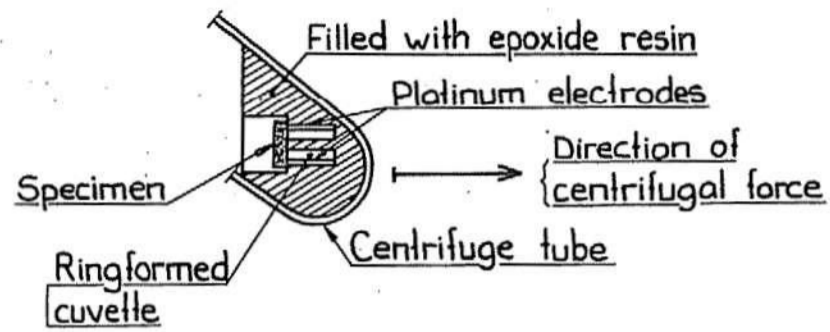 Filled with epoxide resin
Platinum electrodes
Direction of
centrifugal force
Specimen
Centrifuge tube
Ringformed
cuvette